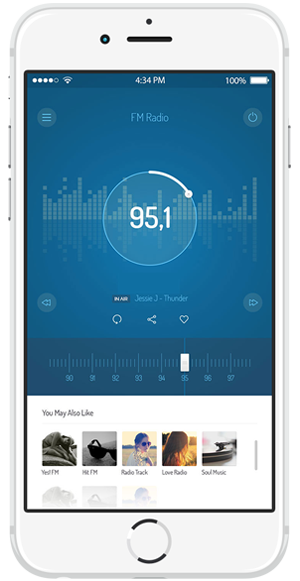 4:34 PM 100%
FM Radio
95,1
IN AIR Jessie J - Thunder
90 91 92 93 94 95 96 97
You May Also Like
Yes! FM Hit FM Radio Track Love Radio Soul Music